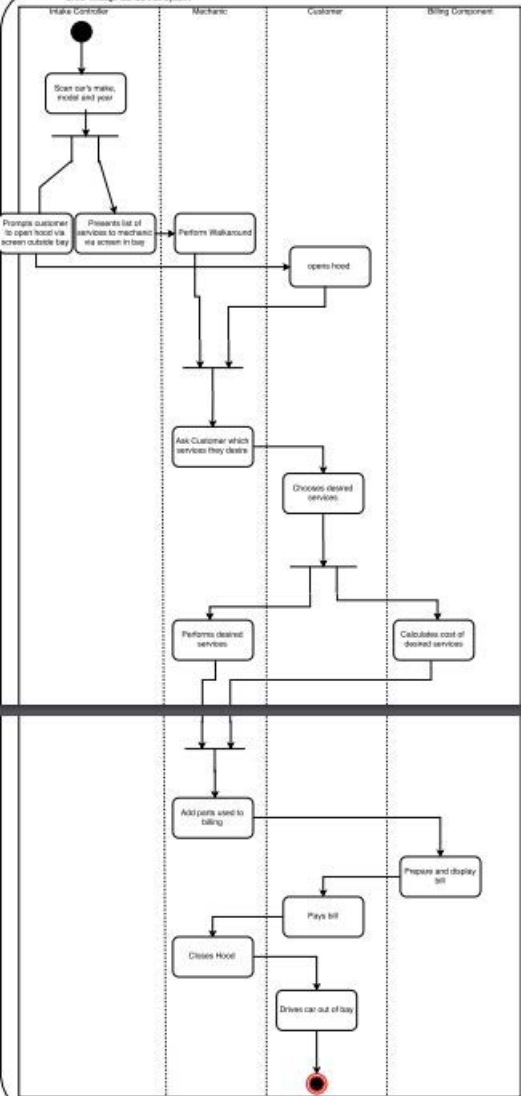 Intake Controller
Mechanic
Customer
Billing Component
Scan car's make,
model and year
Prompts customer
to open hood via
screen outside bay
Presents list of
services to mechanic
via screen in bay
Perform Walkaround
opens hood
Ask Customer which
services they desire
Chooses desired
services
Performs desired
services
Calculates cost of
desired services
Add parts used to
billing
Prepare and display
bill
Pays bill
Closes Hood
Drives car out of bay